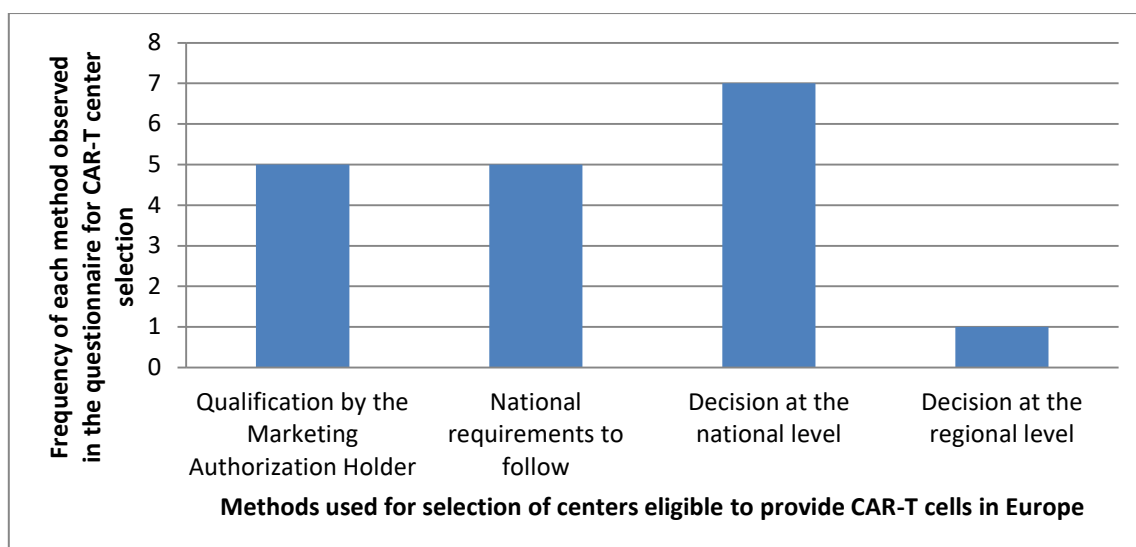 Frequency of each method observed
in the questionnaire for CAR-T center
selection
8
7
6
5
4
3
2
1
0
Qualification by the
Marketing
Authorization Holder
National
requirements to
follow
Decision at the
national level
Decision at the
regional level
Methods used for selection of centers eligible to provide CAR-T cells in Europe